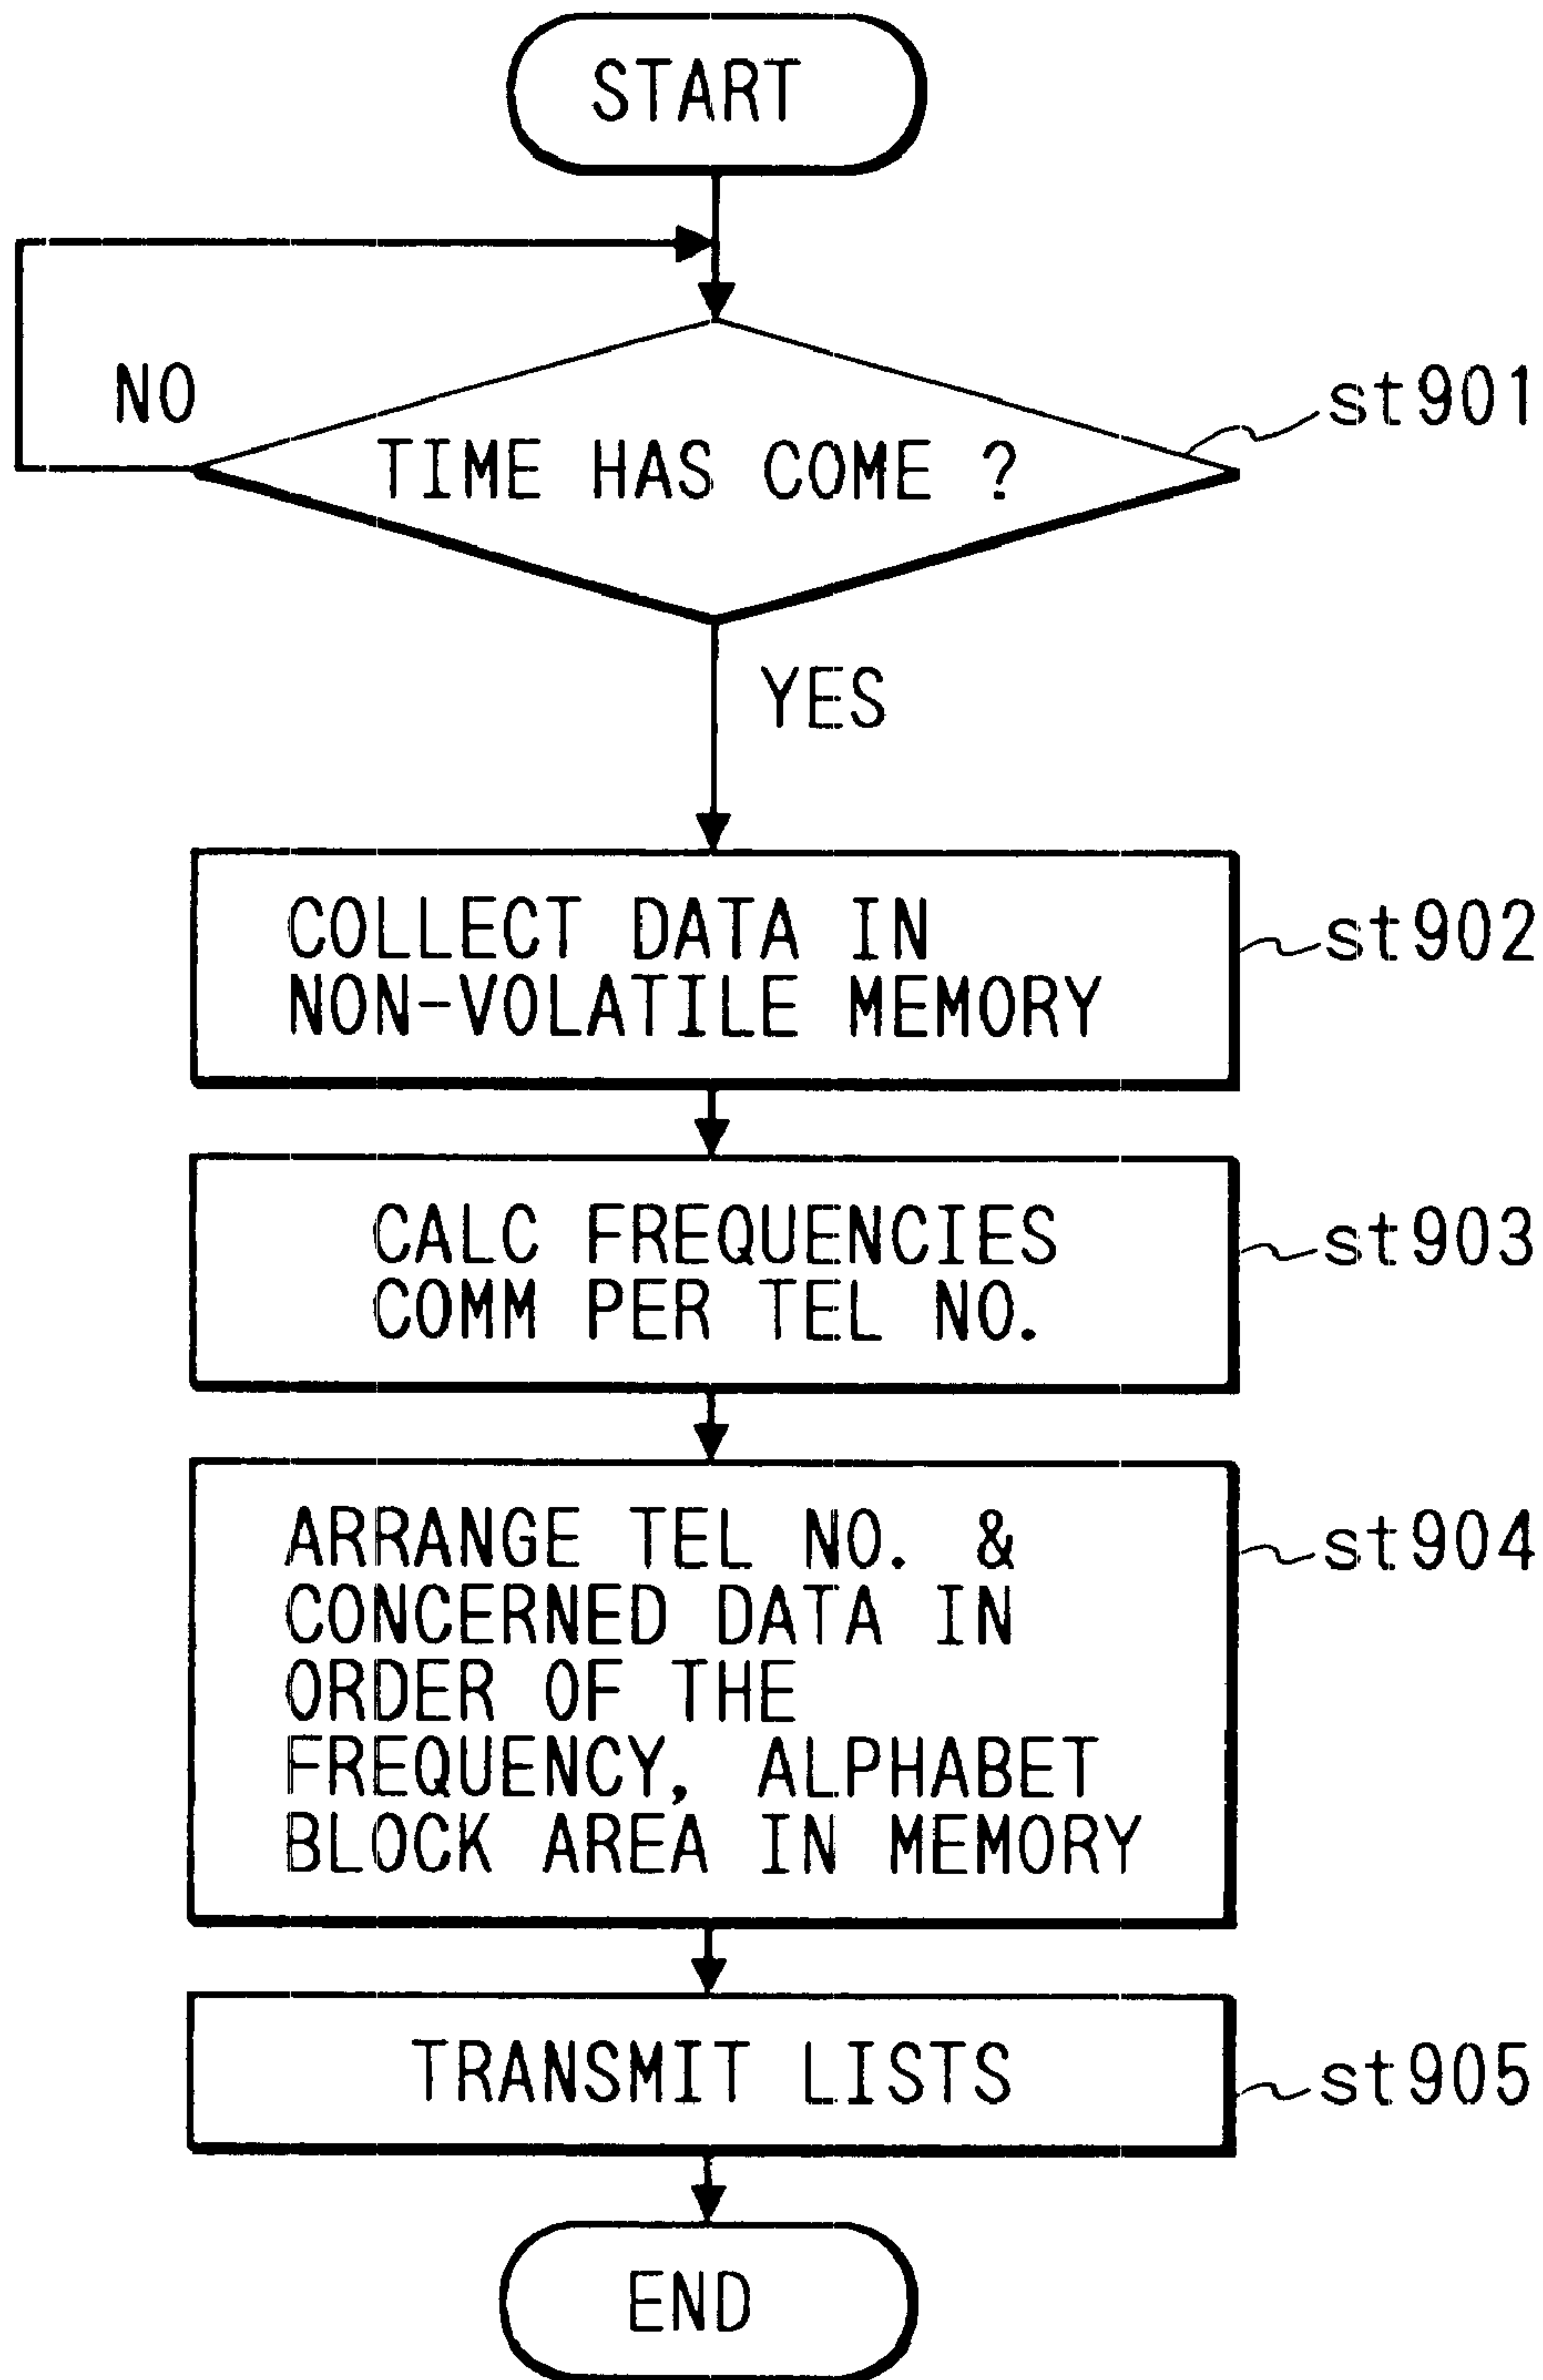 START
NO
TIME HAS COME ?
st901
YES
COLLECT DATA IN
NON-VOLATILE MEMORY
st902
CALC FREQUENCIES
COMM PER TEL NO.
st903
ARRANGE TEL NO. &
CONCERNED DATA IN
ORDER OF THE
FREQUENCY, ALPHABET
BLOCK AREA IN MEMORY
st904
TRANSMIT LISTS
st905
END